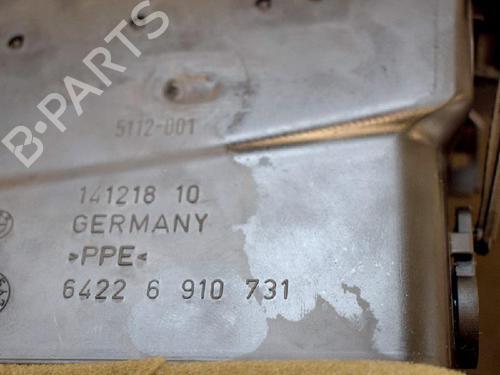 B-PARTS
5112-001
141218 10
GERMANY
>PPE<
6422 6 910 731